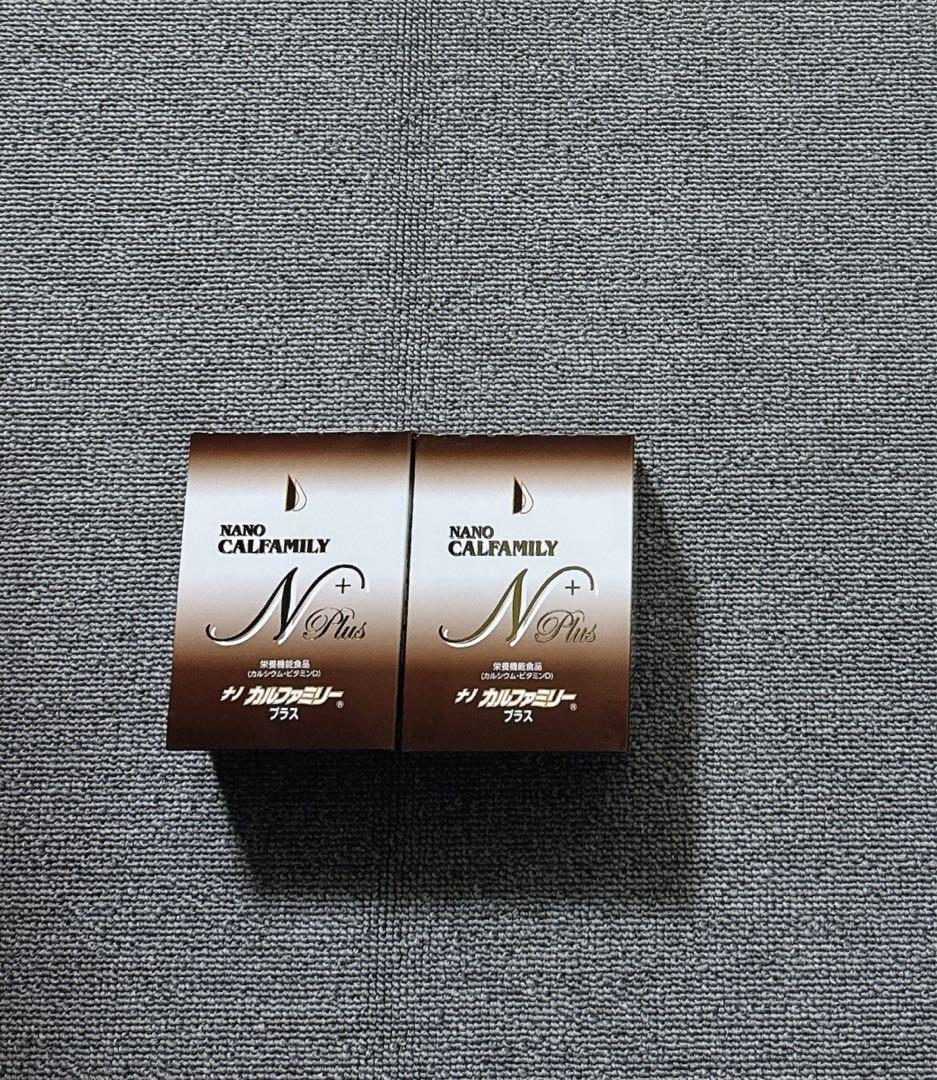 NANO
CALFAMILY
N+ Plus
栄養機能食品
(カルシウム・ビタミンD)
ナノ カルファミリー®
プラス
NANO
CALFAMILY
N+ Plus
栄養機能食品
(カルシウム・ビタミンD)
ナノ カルファミリー®
プラス